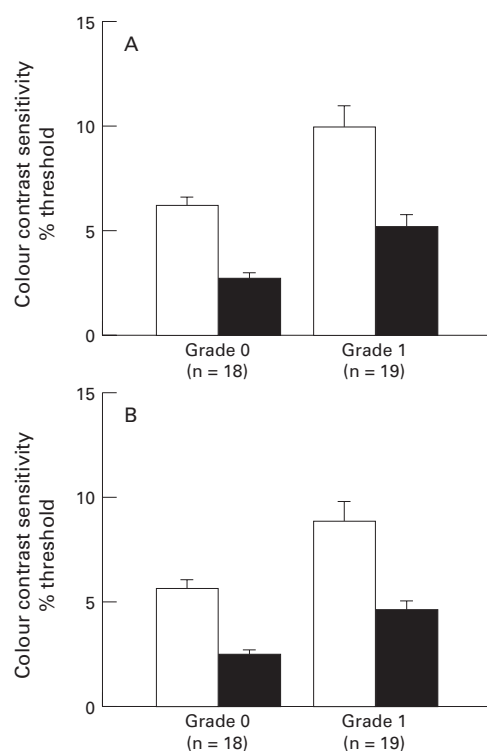 15
A
10
5
0
Colour contrast sensitivity
% threshold
Grade 0
(n = 18)
Grade 1
(n = 19)
15
B
10
5
0
Colour contrast sensitivity
% threshold
Grade 0
(n = 18)
Grade 1
(n = 19)